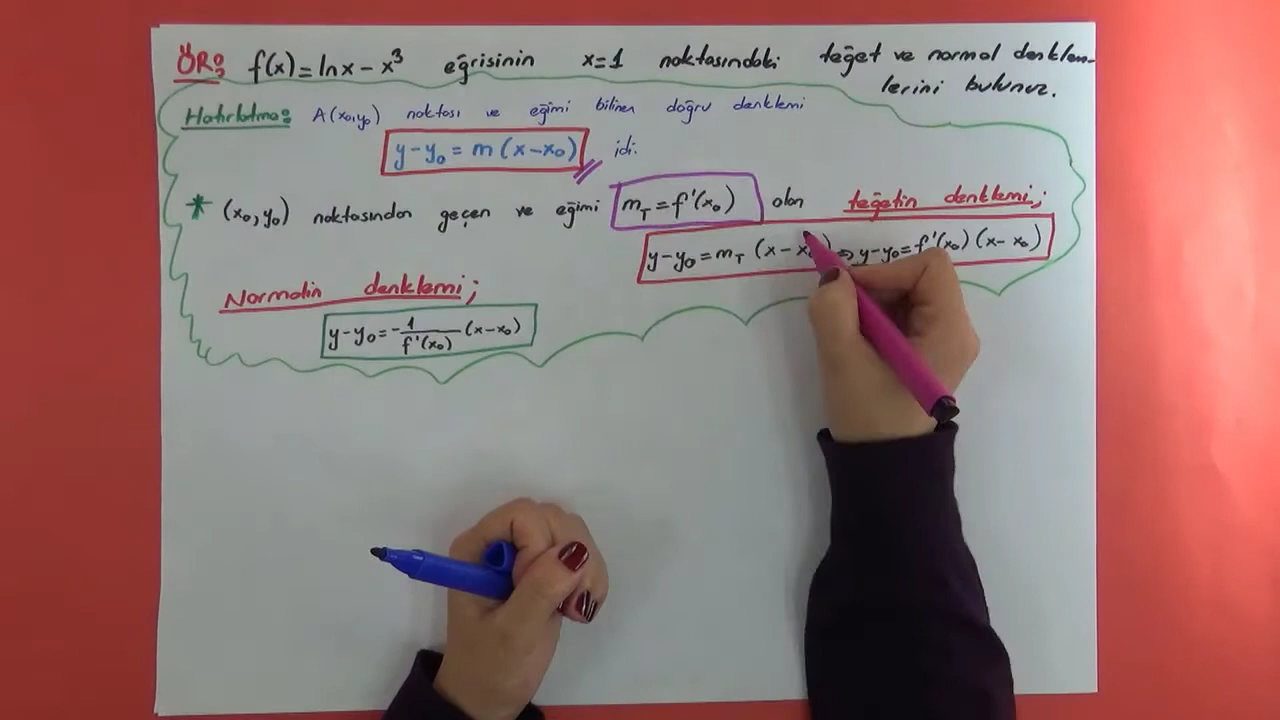 ÖR: f(x)=lnx-x³ eğrisinin x=1 noktasındaki teğet ve normal denklem-
lerini bulunuz.
Hatırlatma: A(x₀,y₀) noktası ve eğimi bilinen doğru denklemi
y-y₀=m(x-x₀) idi.
* (x₀,y₀) noktasından geçen ve eğimi m_T=f'(x₀) olan teğetin denklemi;
y-y₀=m_T(x-x₀) ⇒ y-y₀=f'(x₀)(x-x₀)
Normalin denklemi;
y-y₀=-1/f'(x₀) (x-x₀)